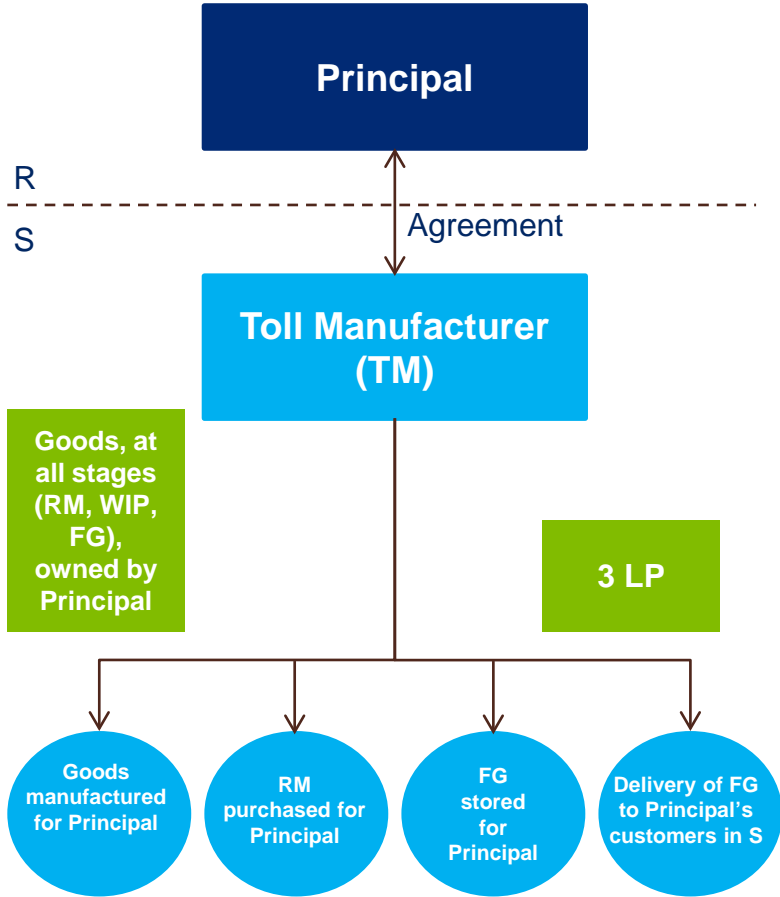 Principal
R
S
Agreement
Toll Manufacturer
(TM)
Goods, at
all stages
(RM, WIP,
FG),
owned by
Principal
3 LP
Goods
manufactured
for Principal
RM
purchased for
Principal
FG
stored
for
Principal
Delivery of FG
to Principal’s
customers in S